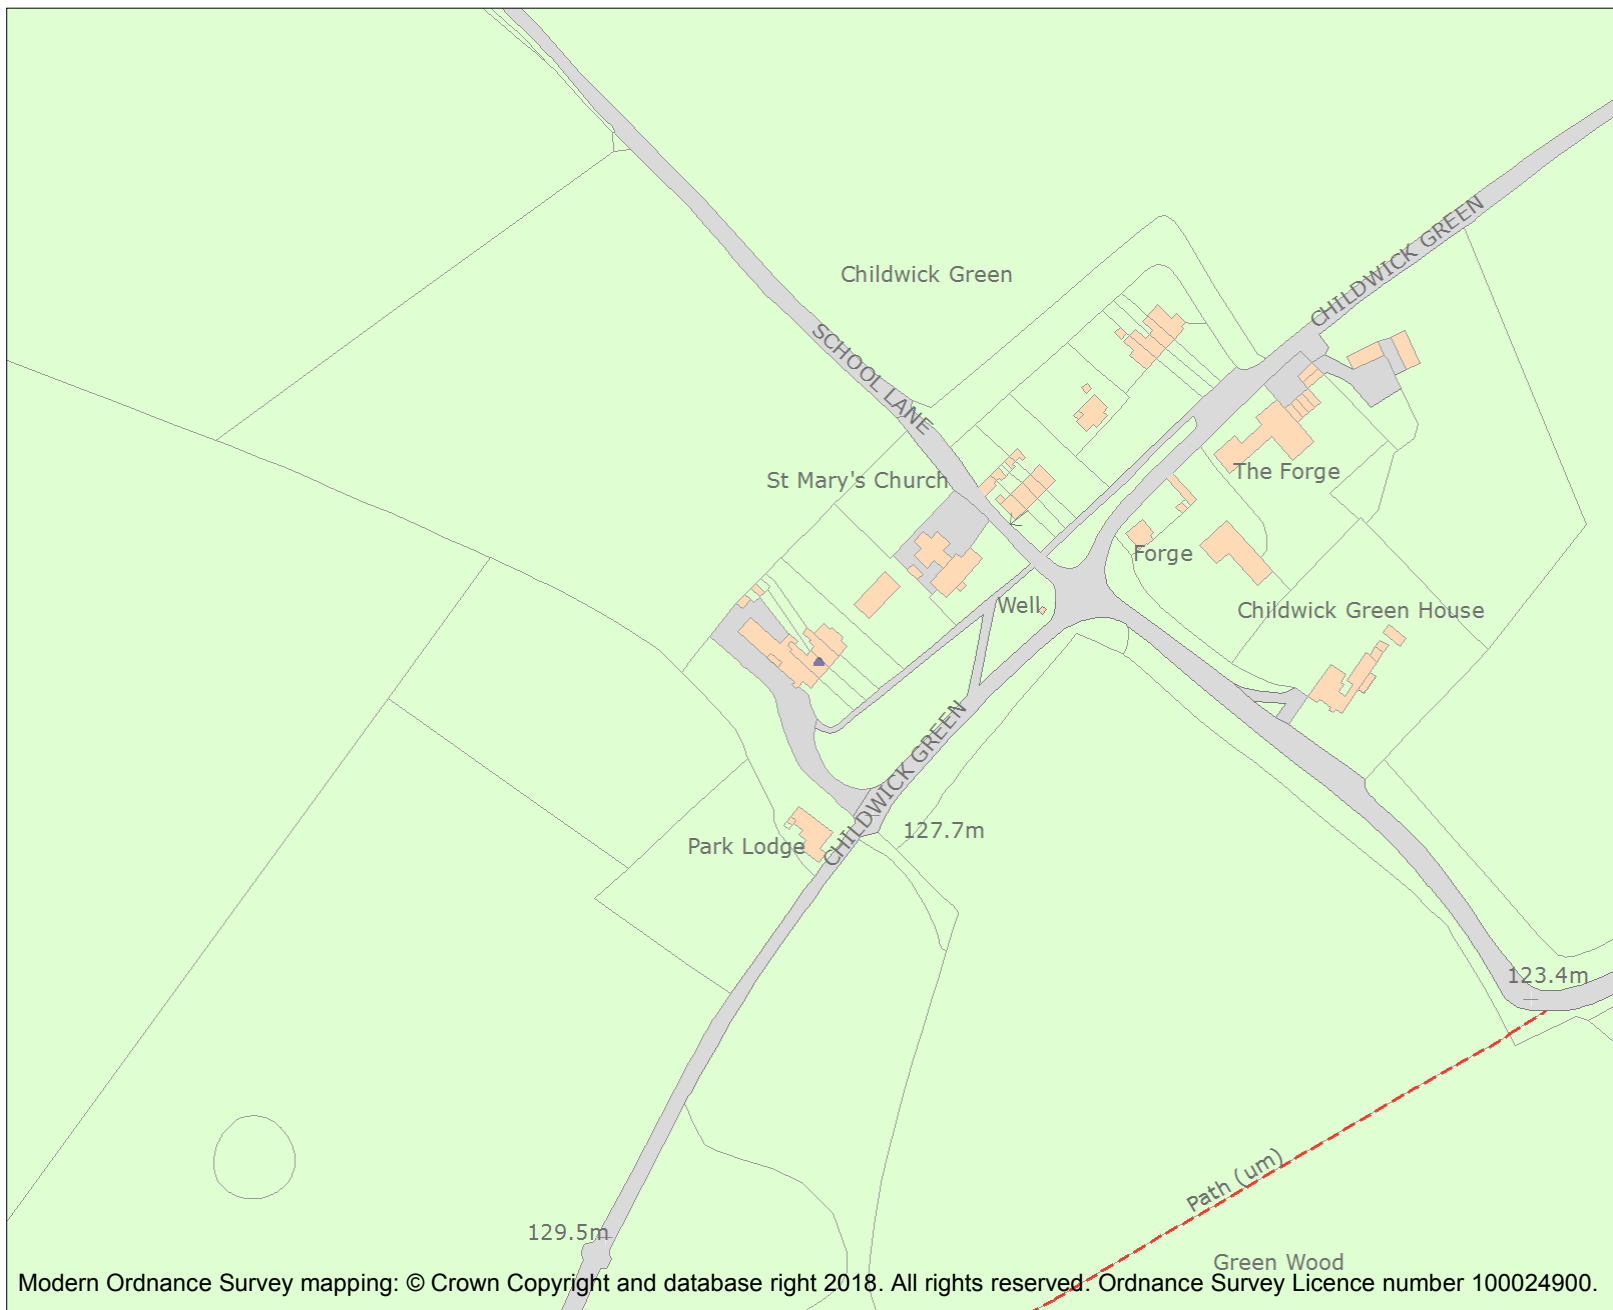 CHILDWICK GREEN
Childwick Green
SCHOOL LANE
St Mary's Church
The Forge
Forge
Well
Childwick Green House
CHILDWICK GREEN
127.7m
Park Lodge
123.4m
Path (um)
129.5m
Green Wood
Modern Ordnance Survey mapping: © Crown Copyright and database right 2018. All rights reserved. Ordnance Survey Licence number 100024900.